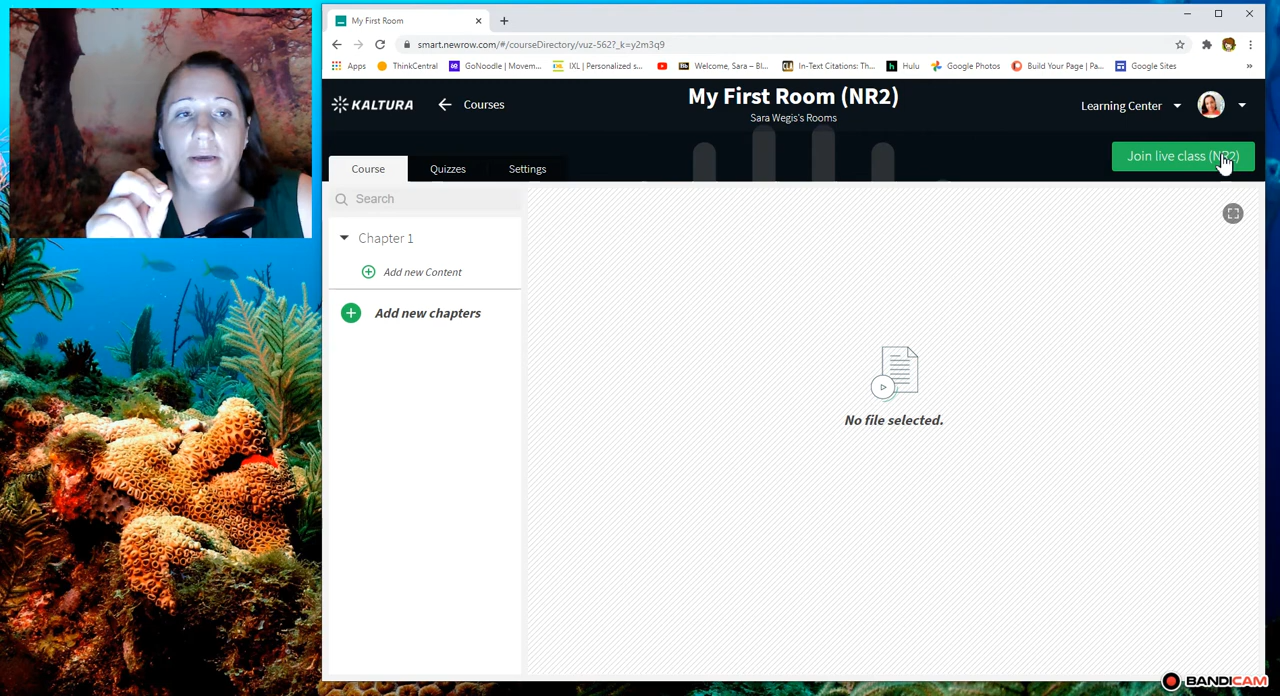 My First Room
smart.newrow.com/#/courseDirectory/vuz-562?_k=y2m3q9
Apps ThinkCentral GoNoodle | Movem... IXL | Personalized s... Welcome, Sara – Bl... In-Text Citations: Th... Hulu Google Photos Build Your Page | Pa... Google Sites »
KALTURA Courses My First Room (NR2) Learning Center
Sara Wegis's Rooms
Join live class (NR2)
Course Quizzes Settings
Search
Chapter 1
Add new Content
Add new chapters
No file selected.
BANDICAM